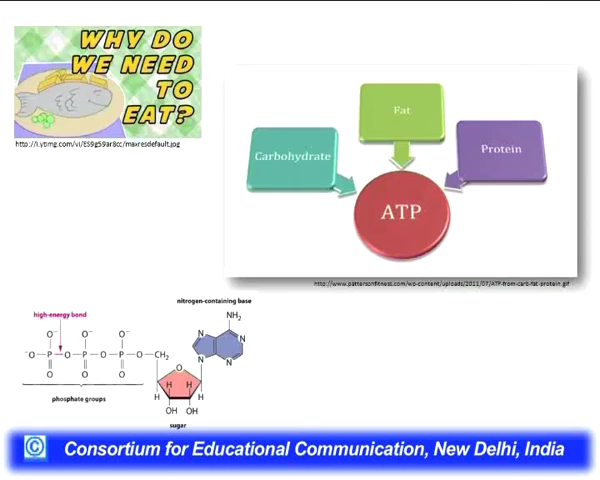 WHY DO
WE NEED
TO
EAT?
http://i.ytimg.com/vi/ES9g59ar8cc/maxresdefault.jpg
Fat
Carbohydrate
Protein
ATP
http://www.pattersonfitness.com/wp-content/uploads/2011/07/ATP-from-carb-fat-protein.gif
nitrogen-containing base
NH₂
high-energy bond
O⁻ O⁻ O⁻
N N
⁻O P O P O P O CH₂
N N
O O O O
H H H H
phosphate groups
OH OH
sugar
© Consortium for Educational Communication, New Delhi, India